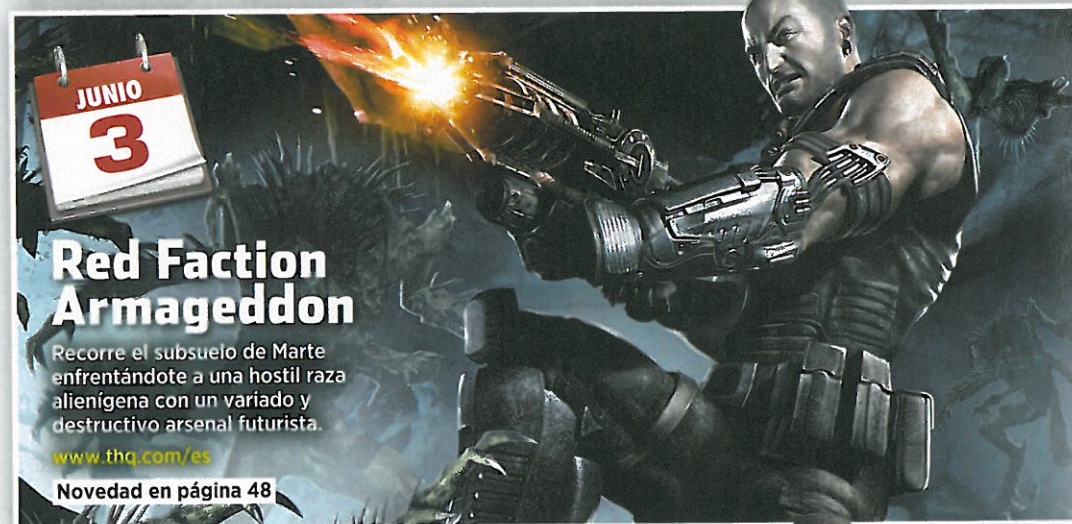 JUNIO
3
Red Faction
Armageddon
Recorre el subsuelo de Marte
enfrentándote a una hostil raza
alienígena con un variado y
destructivo arsenal futurista.
www.thq.com/es
Novedad en página 48